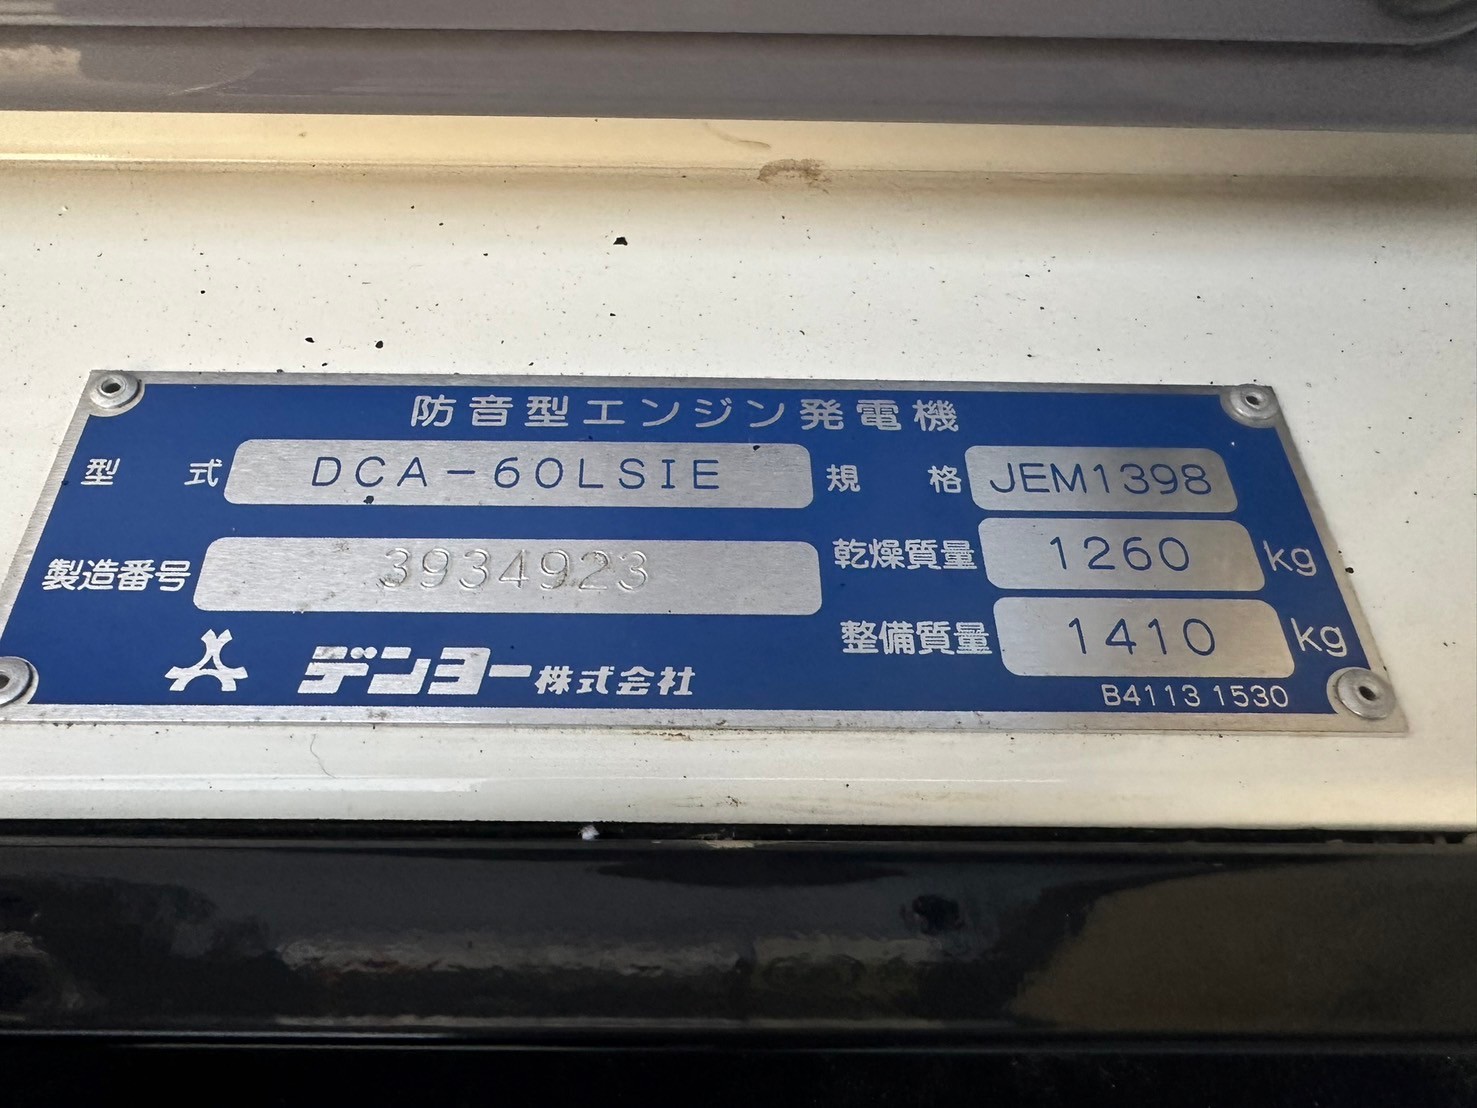 防音型エンジン発電機
型 式 DCA-60LSIE 規 格 JEM1398
製造番号 3934923 乾燥質量 1260 kg
整備質量 1410 kg
デンヨー株式会社
B41131530